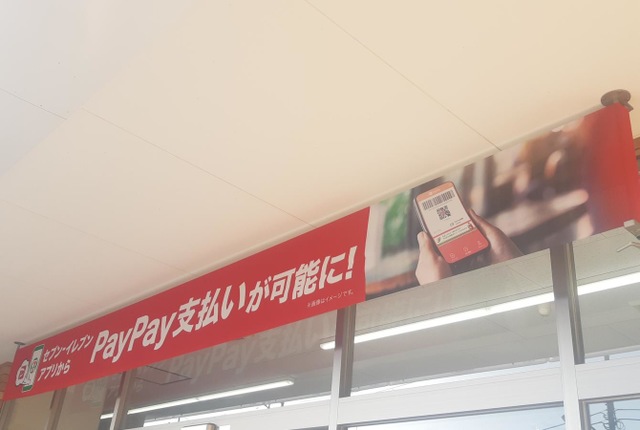 セブン-イレブン
アプリから
PayPay支払いが可能に!
※画像はイメージです。